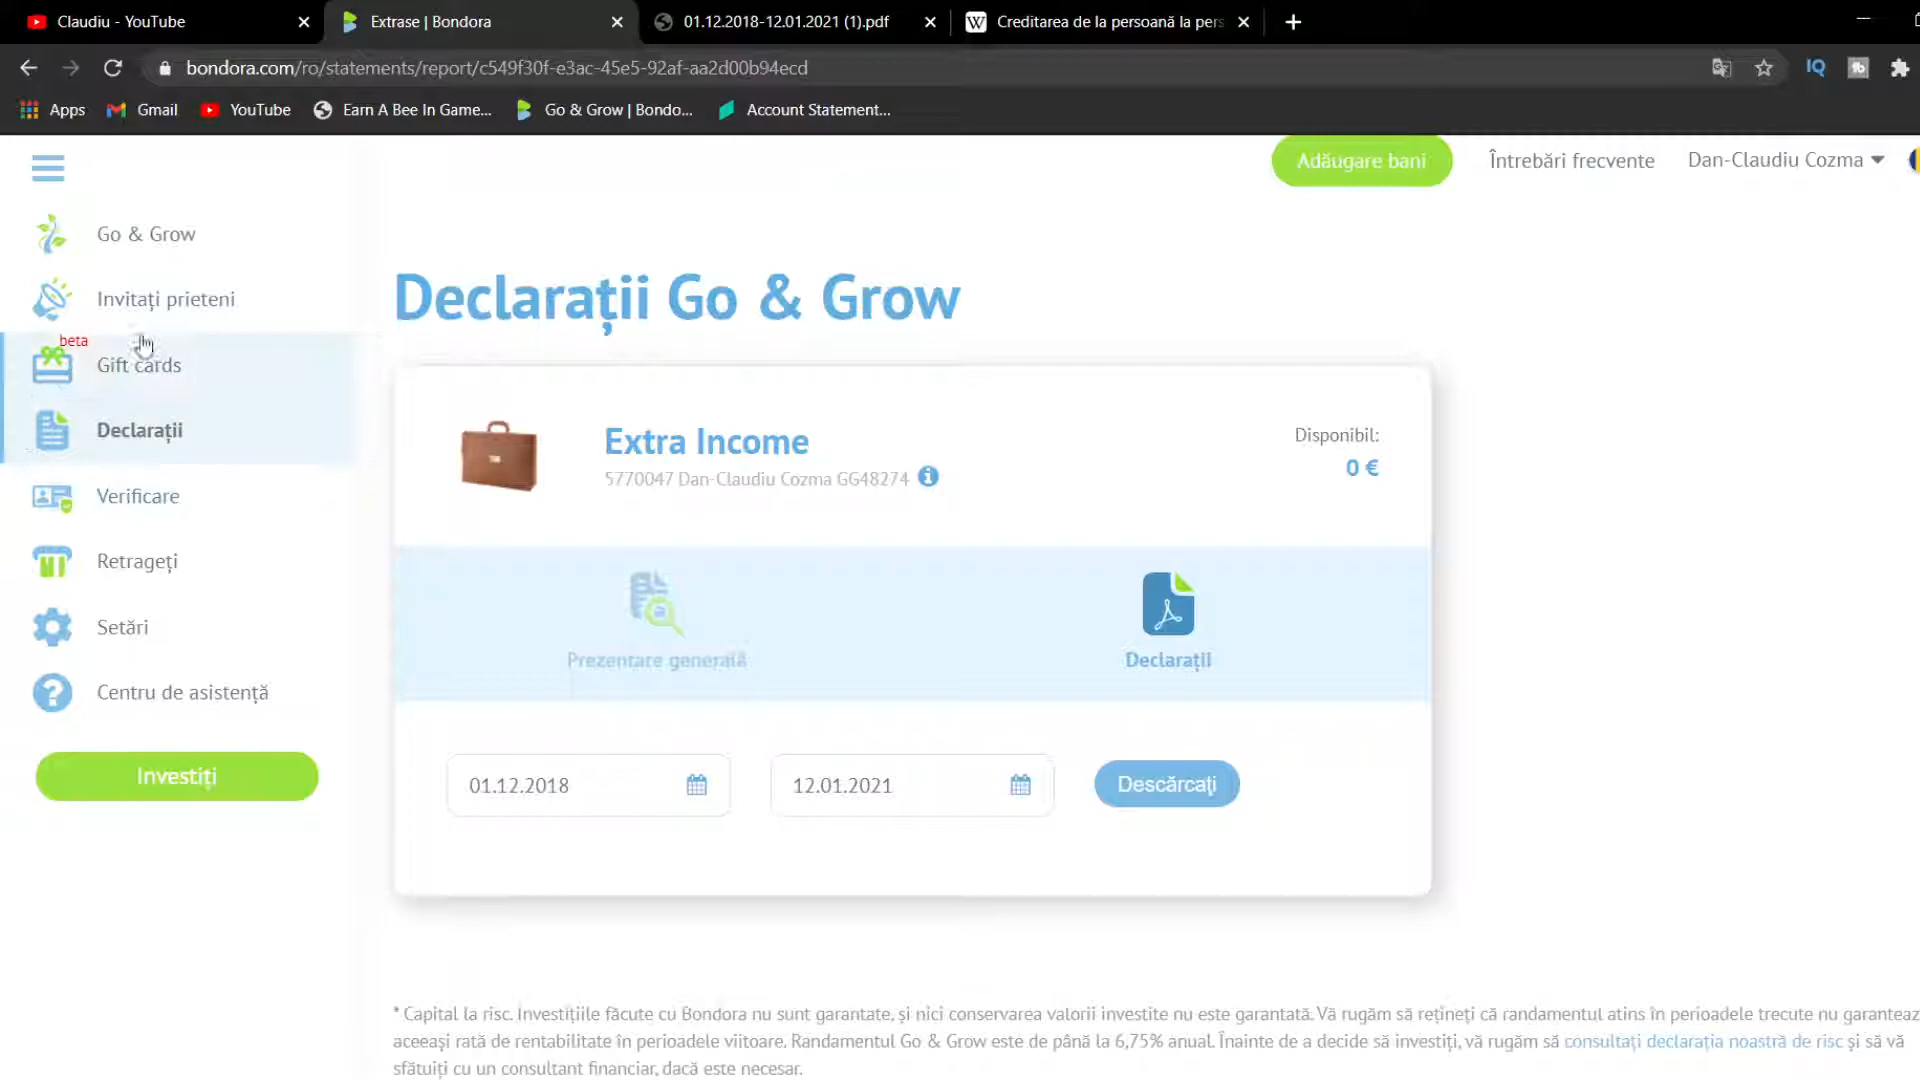 Claudiu - YouTube
Extrase | Bondora
01.12.2018-12.01.2021 (1).pdf
Creditarea de la persoană la pers
bondora.com/ro/statements/report/c549f30f-e3ac-45e5-92af-aa2d00b94ecd
IQ
Apps
Gmail
YouTube
Earn A Bee In Game...
Go & Grow | Bondo...
Account Statement...
Adăugare bani
Întrebări frecvente
Dan-Claudiu Cozma
Go & Grow
Invitați prieteni
beta
Gift cards
Declarații
Verificare
Retrageți
Setări
Centru de asistență
Investiți
Declarații Go & Grow
Extra Income
5770047 Dan-Claudiu Cozma GG48274
Disponibil:
0 €
Prezentare generală
Declarații
01.12.2018
12.01.2021
Descărcați
* Capital la risc. Investițiile făcute cu Bondora nu sunt garantate, și nici conservarea valorii investite nu este garantată. Vă rugăm să rețineți că randamentul atins în perioadele trecute nu garanteaz
aceeași rată de rentabilitate în perioadele viitoare. Randamentul Go & Grow este de până la 6,75% anual. Înainte de a decide să investiți, vă rugăm să consultați declarația noastră de risc și să vă
sfătuiți cu un consultant financiar, dacă este necesar.